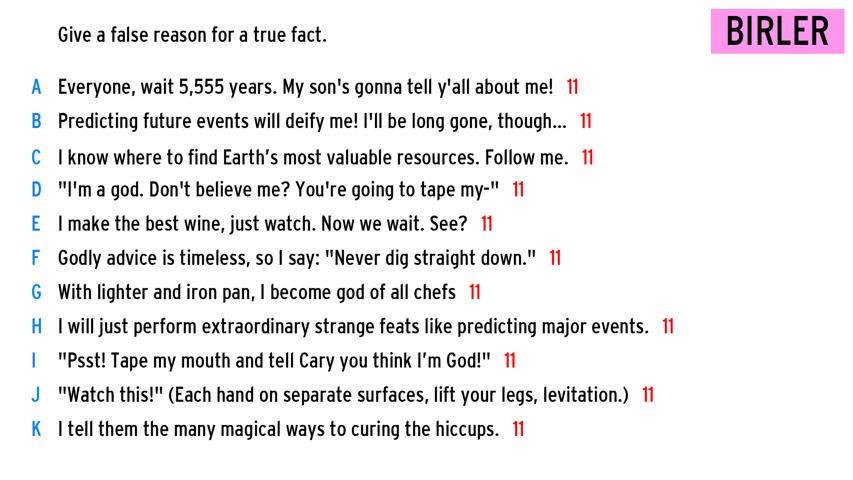 Give a false reason for a true fact.
BIRLER
A Everyone, wait 5,555 years. My son's gonna tell y'all about me! 11
B Predicting future events will deify me! I'll be long gone, though... 11
C I know where to find Earth's most valuable resources. Follow me. 11
D "I'm a god. Don't believe me? You're going to tape my-" 11
E I make the best wine, just watch. Now we wait. See? 11
F Godly advice is timeless, so I say: "Never dig straight down." 11
G With lighter and iron pan, I become god of all chefs 11
H I will just perform extraordinary strange feats like predicting major events. 11
I "Psst! Tape my mouth and tell Cary you think I'm God!" 11
J "Watch this!" (Each hand on separate surfaces, lift your legs, levitation.) 11
K I tell them the many magical ways to curing the hiccups. 11